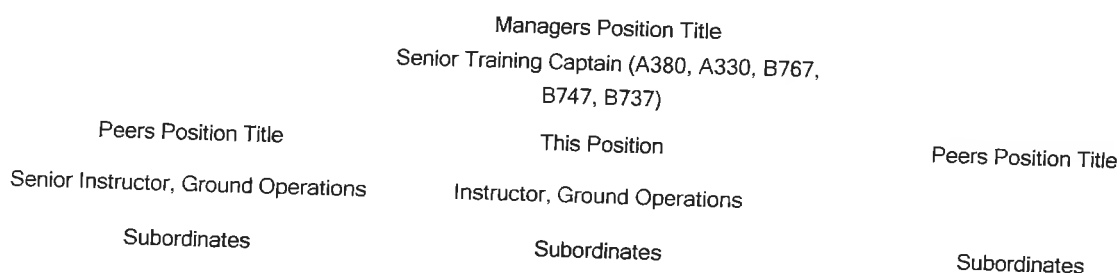 Managers Position Title
Senior Training Captain (A380, A330, B767,
B747, B737)
Peers Position Title
This Position
Peers Position Title
Senior Instructor, Ground Operations
Instructor, Ground Operations
Subordinates
Subordinates
Subordinates